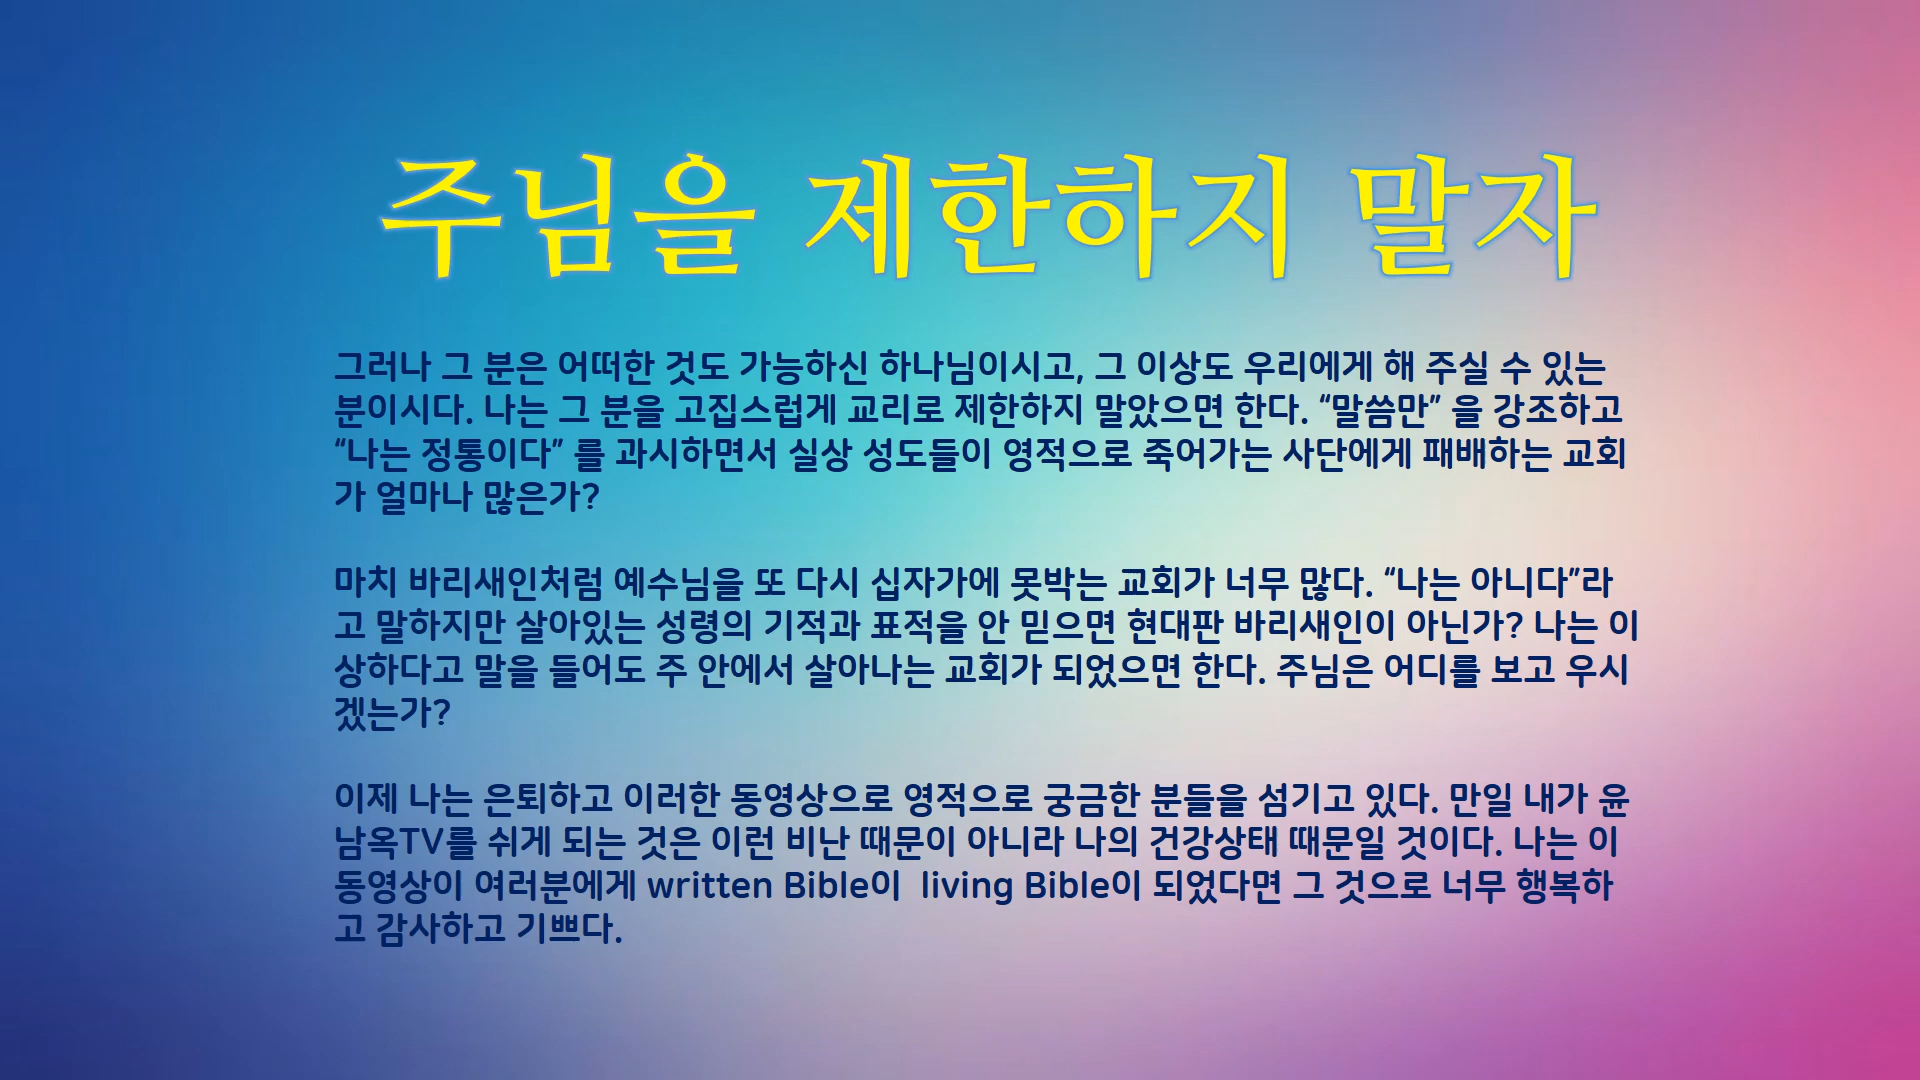 주님을 제한하지 말자
그러나 그 분은 어떠한 것도 가능하신 하나님이시고, 그 이상도 우리에게 해 주실 수 있는
분이시다. 나는 그 분을 고집스럽게 교리로 제한하지 말았으면 한다. “말씀만” 을 강조하고
“나는 정통이다” 를 과시하면서 실상 성도들이 영적으로 죽어가는 사단에게 패배하는 교회
가 얼마나 많은가?
마치 바리새인처럼 예수님을 또 다시 십자가에 못박는 교회가 너무 많다. “나는 아니다”라
고 말하지만 살아있는 성령의 기적과 표적을 안 믿으면 현대판 바리새인이 아닌가? 나는 이
상하다고 말을 들어도 주 안에서 살아나는 교회가 되었으면 한다. 주님은 어디를 보고 우시
겠는가?
이제 나는 은퇴하고 이러한 동영상으로 영적으로 궁금한 분들을 섬기고 있다. 만일 내가 윤
남옥TV를 쉬게 되는 것은 이런 비난 때문이 아니라 나의 건강상태 때문일 것이다. 나는 이
동영상이 여러분에게 written Bible이  living Bible이 되었다면 그 것으로 너무 행복하
고 감사하고 기쁘다.